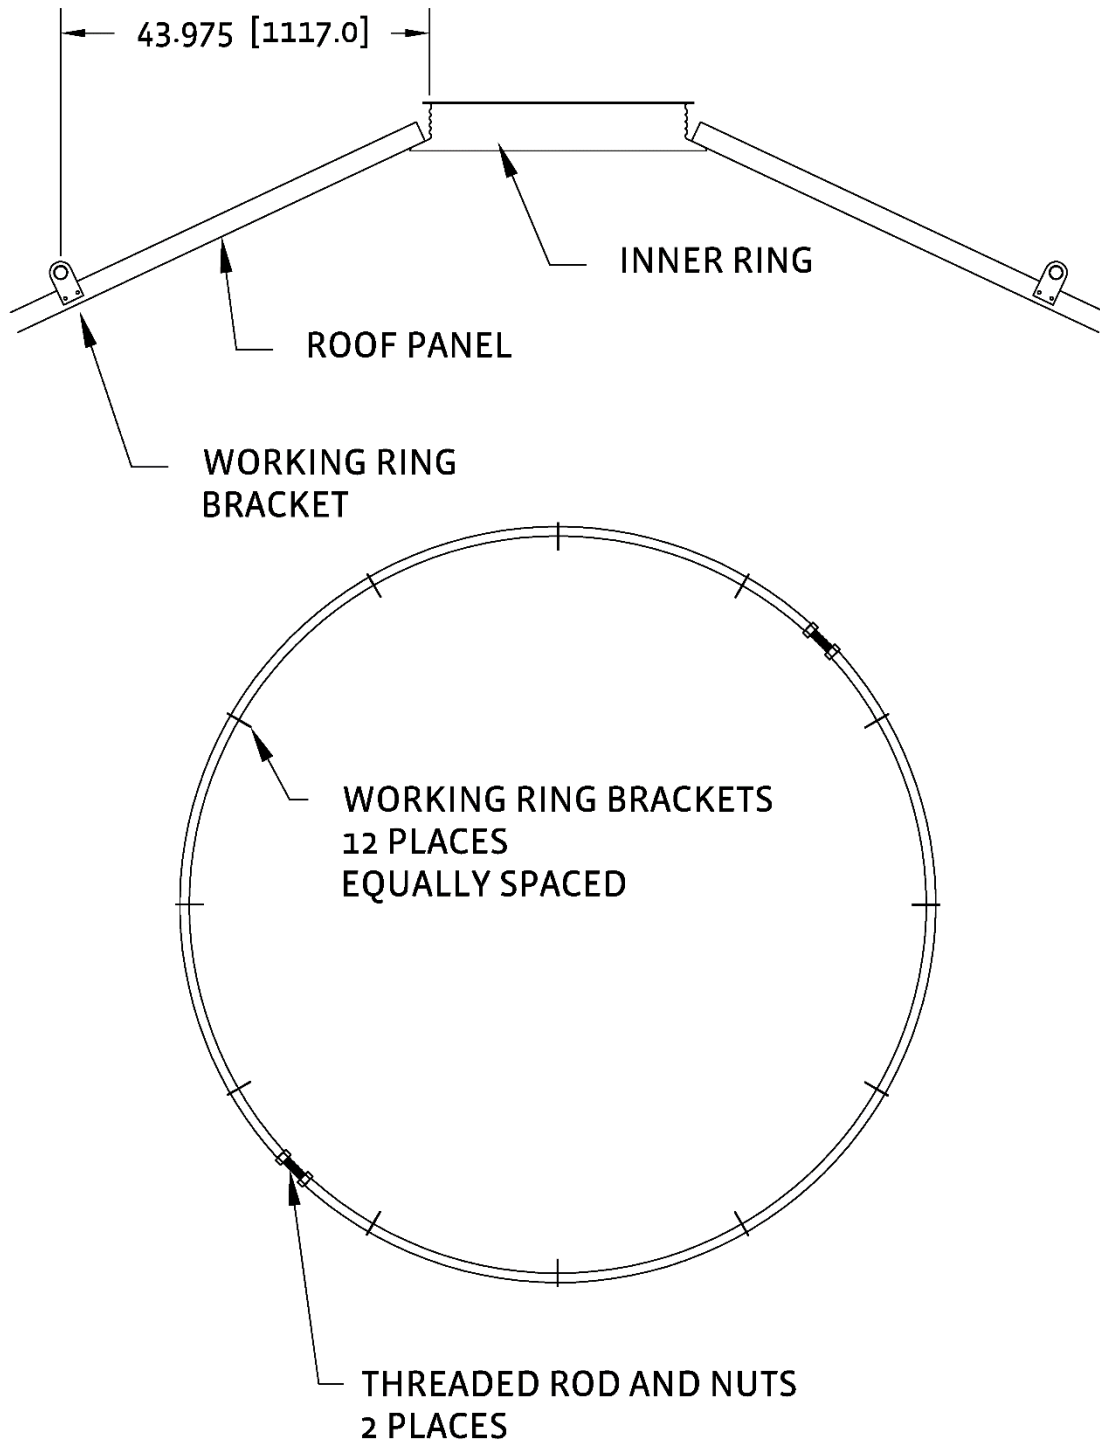 43.975 [1117.0]
INNER RING
ROOF PANEL
WORKING RING
BRACKET
WORKING RING BRACKETS
12 PLACES
EQUALLY SPACED
THREADED ROD AND NUTS
2 PLACES